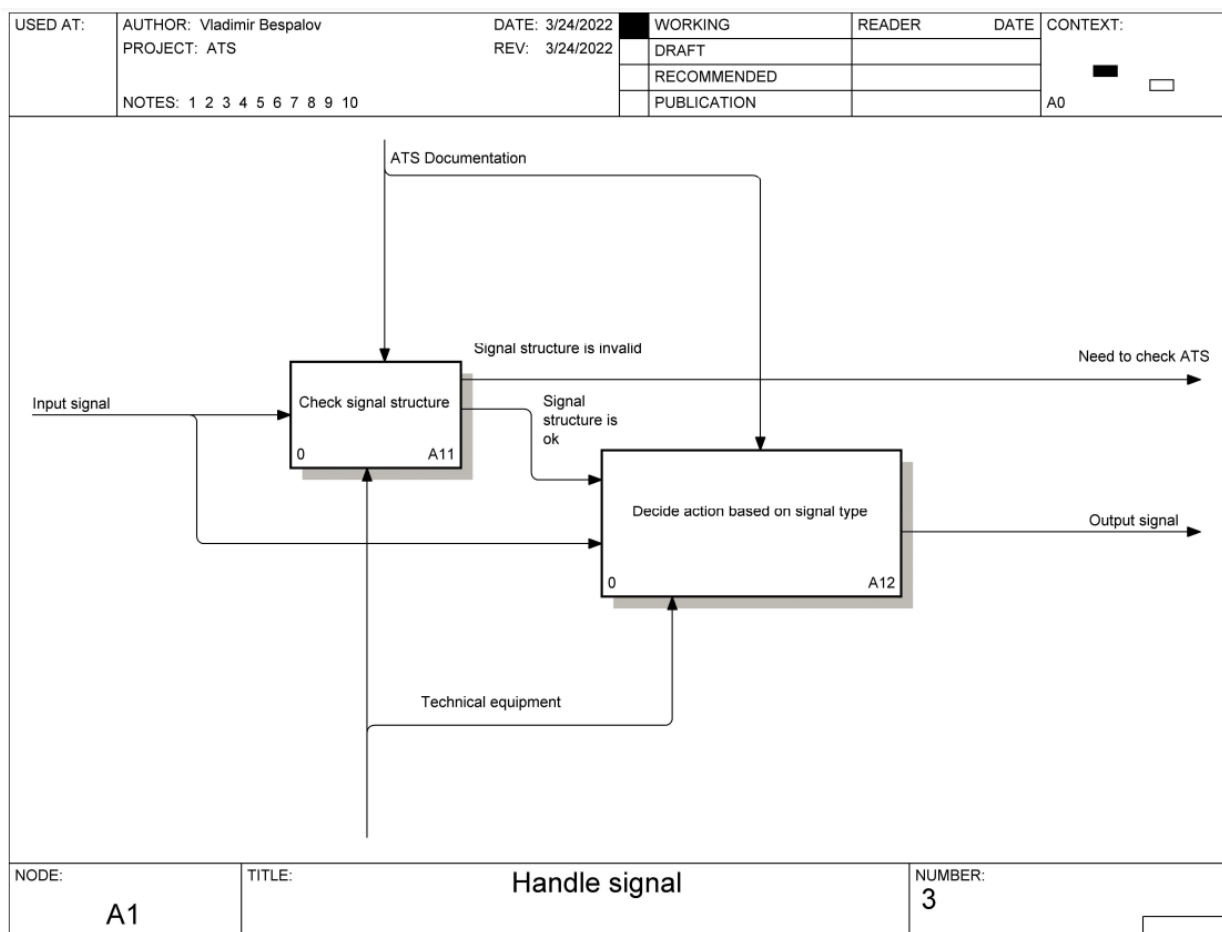 USED AT:
AUTHOR: Vladimir Bespalov
DATE: 3/24/2022
PROJECT: ATS
REV: 3/24/2022
NOTES: 1 2 3 4 5 6 7 8 9 10
WORKING
DRAFT
RECOMMENDED
PUBLICATION
READER DATE
CONTEXT:
A0
ATS Documentation
Signal structure is invalid
Need to check ATS
Input signal
Check signal structure
0 A11
Signal
structure is
ok
Decide action based on signal type
0 A12
Output signal
Technical equipment
NODE:
A1
TITLE:
Handle signal
NUMBER:
3